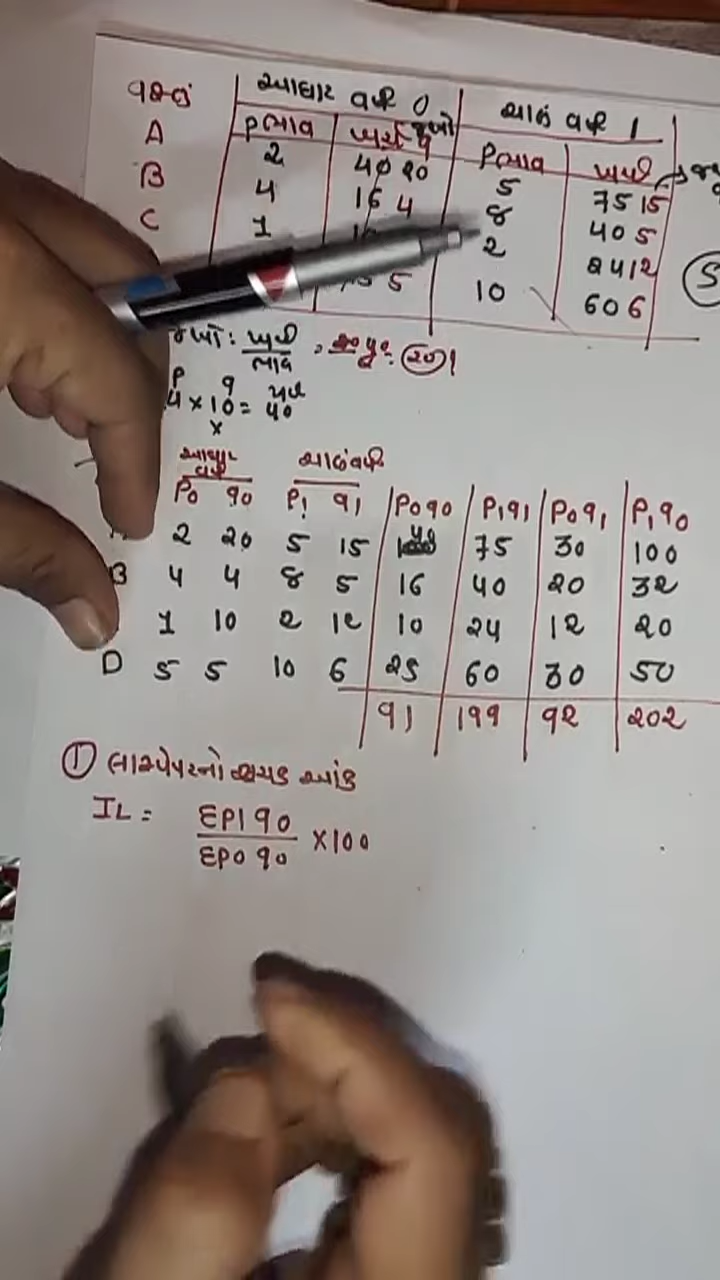 વસ્તુ આધાર વર્ષ 0 ચાલુ વર્ષ 1
A P ભાવ ખર્ચ P ભાવ ખર્ચ
2 40 20 5 75 15
B 4 16 4 8 40 5
C 1 2 24 12
5 10 60 6
5
ખર્ચ
ભાવ
P q ખર્ચ
4 x 10 = 40
x
આધાર વર્ષ ચાલુ વર્ષ
P0 q0 P1 q1 P0q0 P1q1 P0q1 P1q0
2 20 5 15 40 75 30 100
B 4 4 8 5 16 40 20 32
1 10 2 12 10 24 12 20
D 5 5 10 6 25 60 30 50
91 199 92 202
① લાસ્પેયરનો સૂચક આંક
IL = ΣP1q0
ΣP0q0 x100